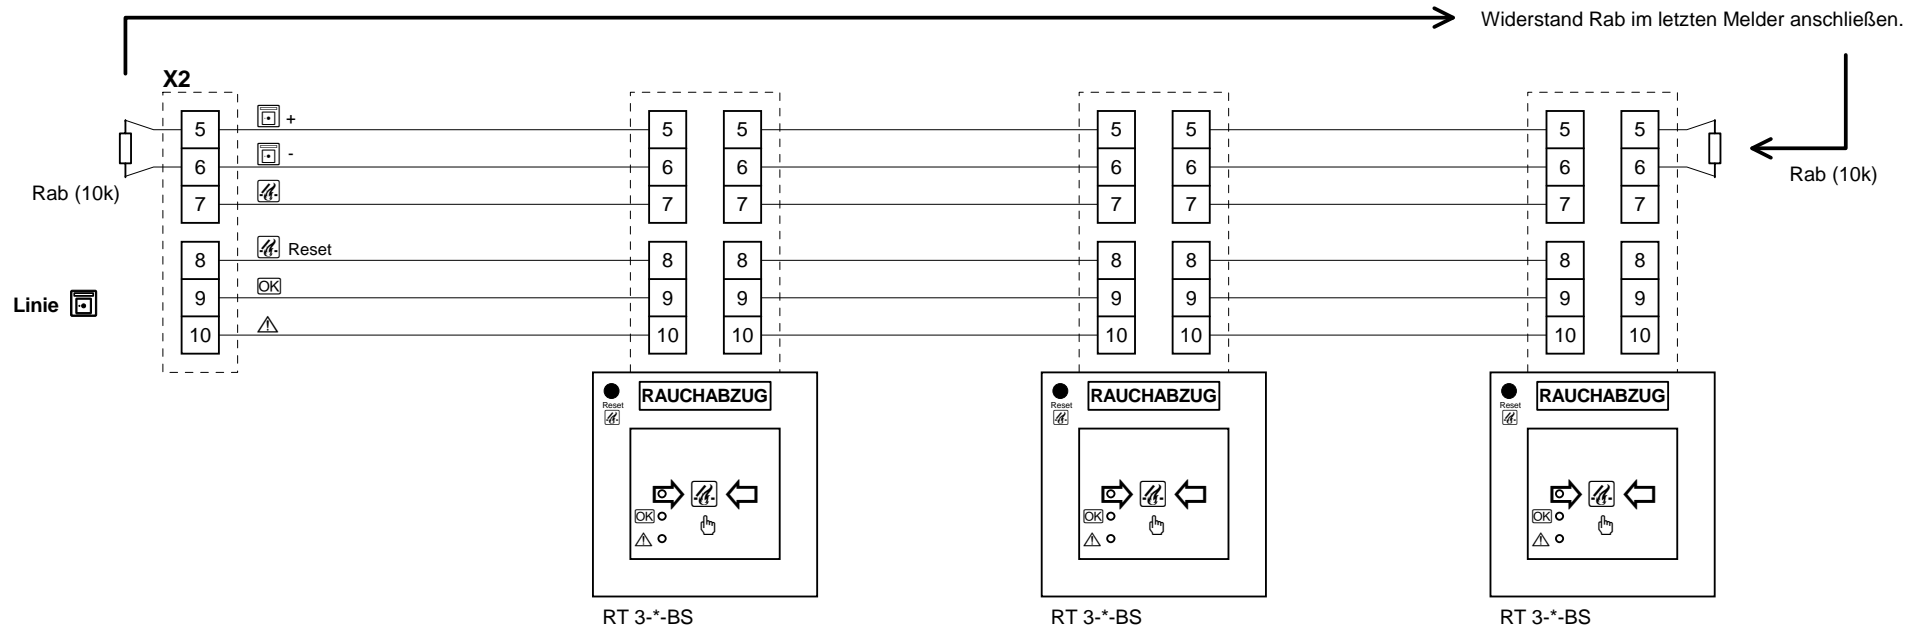 Widerstand Rab im letzten Melder anschließen.
X2
5 + 5 5 5 5 5 5
6 - 6 6 6 6 6 6
Rab (10k) 7 7 7 7 7 7 7 Rab (10k)
8 Reset 8 8 8 8 8 8
Linie 9 OK 9 9 9 9 9 9
10 10 10 10 10 10 10
Reset RAUCHABZUG Reset RAUCHABZUG Reset RAUCHABZUG
OK OK OK
RT 3-*-BS RT 3-*-BS RT 3-*-BS